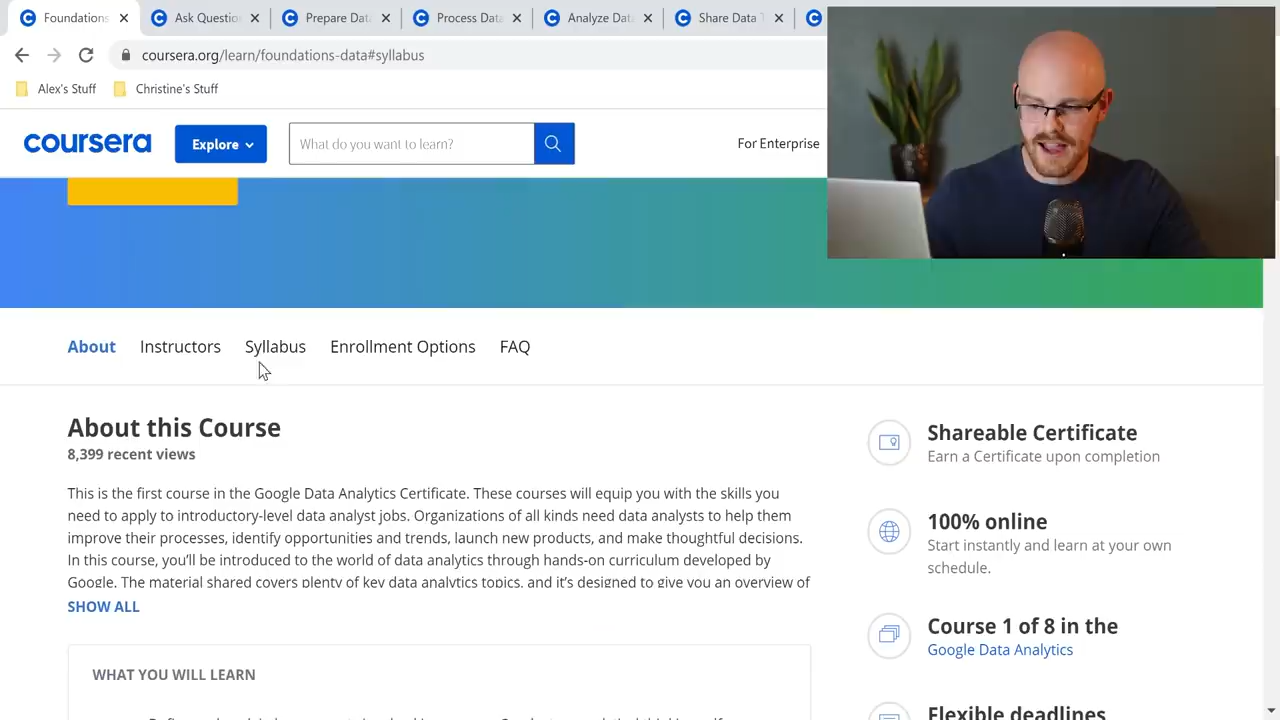 Foundations
Ask Questio
Prepare Dat
Process Data
Analyze Dat
Share Data T
coursera.org/learn/foundations-data#syllabus
Alex's Stuff
Christine's Stuff
coursera
Explore
What do you want to learn?
For Enterprise
About
Instructors
Syllabus
Enrollment Options
FAQ
About this Course
8,399 recent views
This is the first course in the Google Data Analytics Certificate. These courses will equip you with the skills you
need to apply to introductory-level data analyst jobs. Organizations of all kinds need data analysts to help them
improve their processes, identify opportunities and trends, launch new products, and make thoughtful decisions.
In this course, you'll be introduced to the world of data analytics through hands-on curriculum developed by
Google. The material shared covers plenty of key data analytics topics, and it's designed to give you an overview of
SHOW ALL
WHAT YOU WILL LEARN
Shareable Certificate
Earn a Certificate upon completion
100% online
Start instantly and learn at your own
schedule.
Course 1 of 8 in the
Google Data Analytics
Flexible deadlines